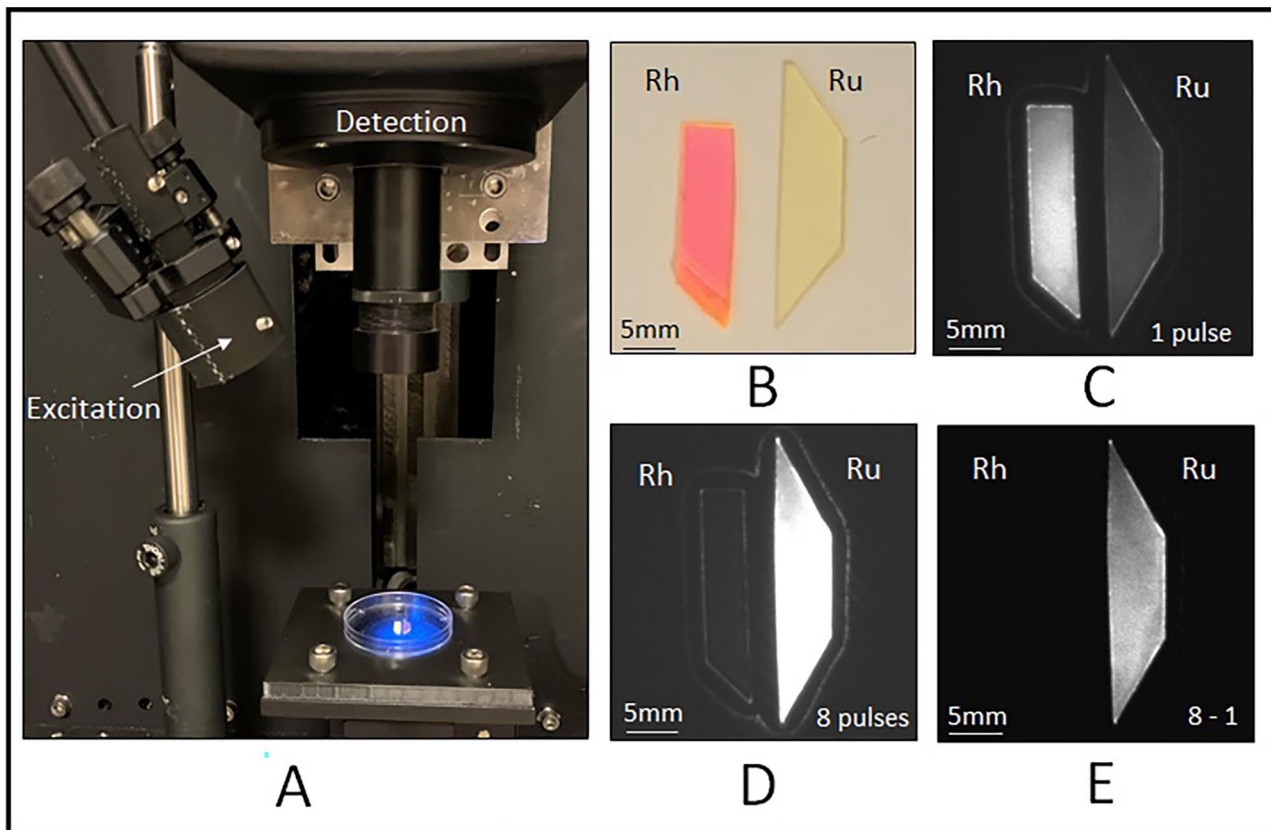 Detection
Excitation
A
Rh
Ru
5mm
B
Rh
Ru
5mm
1 pulse
C
Rh
Ru
5mm
8 pulses
D
Rh
Ru
5mm
8 - 1
E